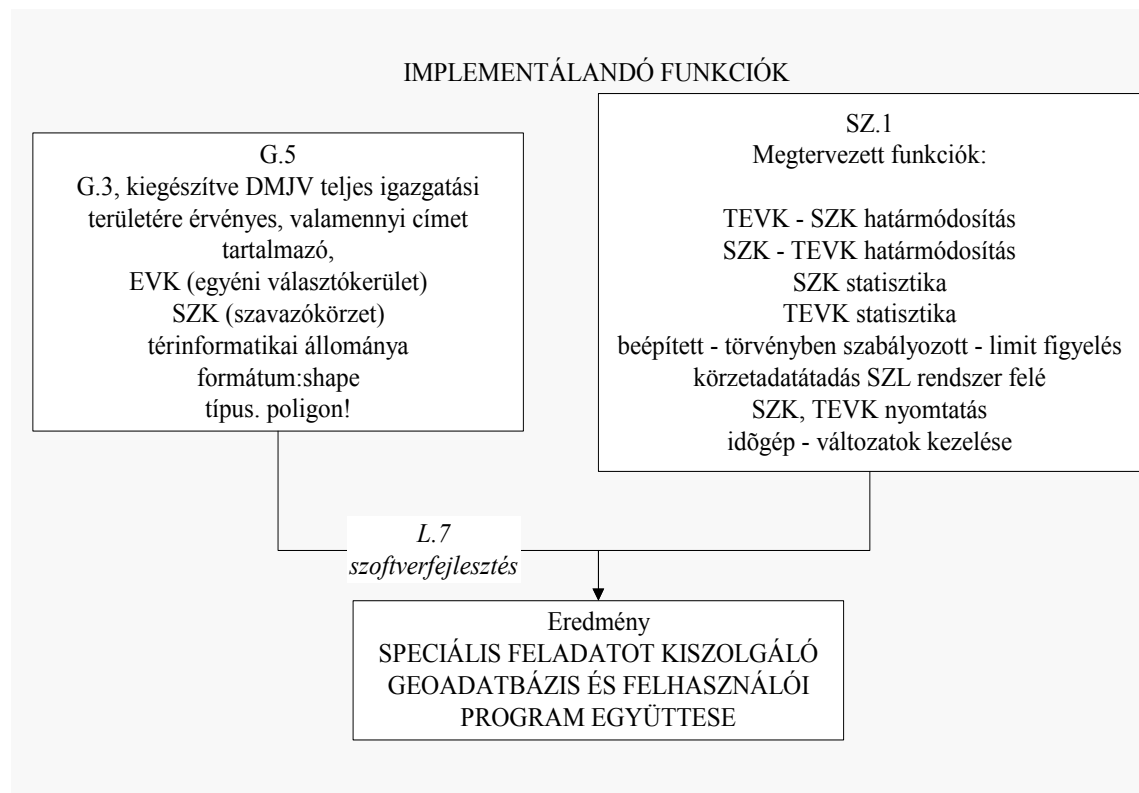 IMPLEMENTÁLANDÓ FUNKCIÓK
G.5
G.3, kiegészítve DMJV teljes igazgatási
területére érvényes, valamennyi címet
tartalmazó,
EVK (egyéni választókerület)
SZK (szavazókörzet)
térinformatikai állománya
formátum:shape
típus. poligon!
SZ.1
Megtervezett funkciók:
TEVK - SZK határmódosítás
SZK - TEVK határmódosítás
SZK statisztika
TEVK statisztika
beépített - törvényben szabályozott - limit figyelés
körzetadatátadás SZL rendszer felé
SZK, TEVK nyomtatás
idõgép - változatok kezelése
L.7
szoftverfejlesztés
Eredmény
SPECIÁLIS FELADATOT KISZOLGÁLÓ
GEOADATBÁZIS ÉS FELHASZNÁLÓI
PROGRAM EGYÜTTESE